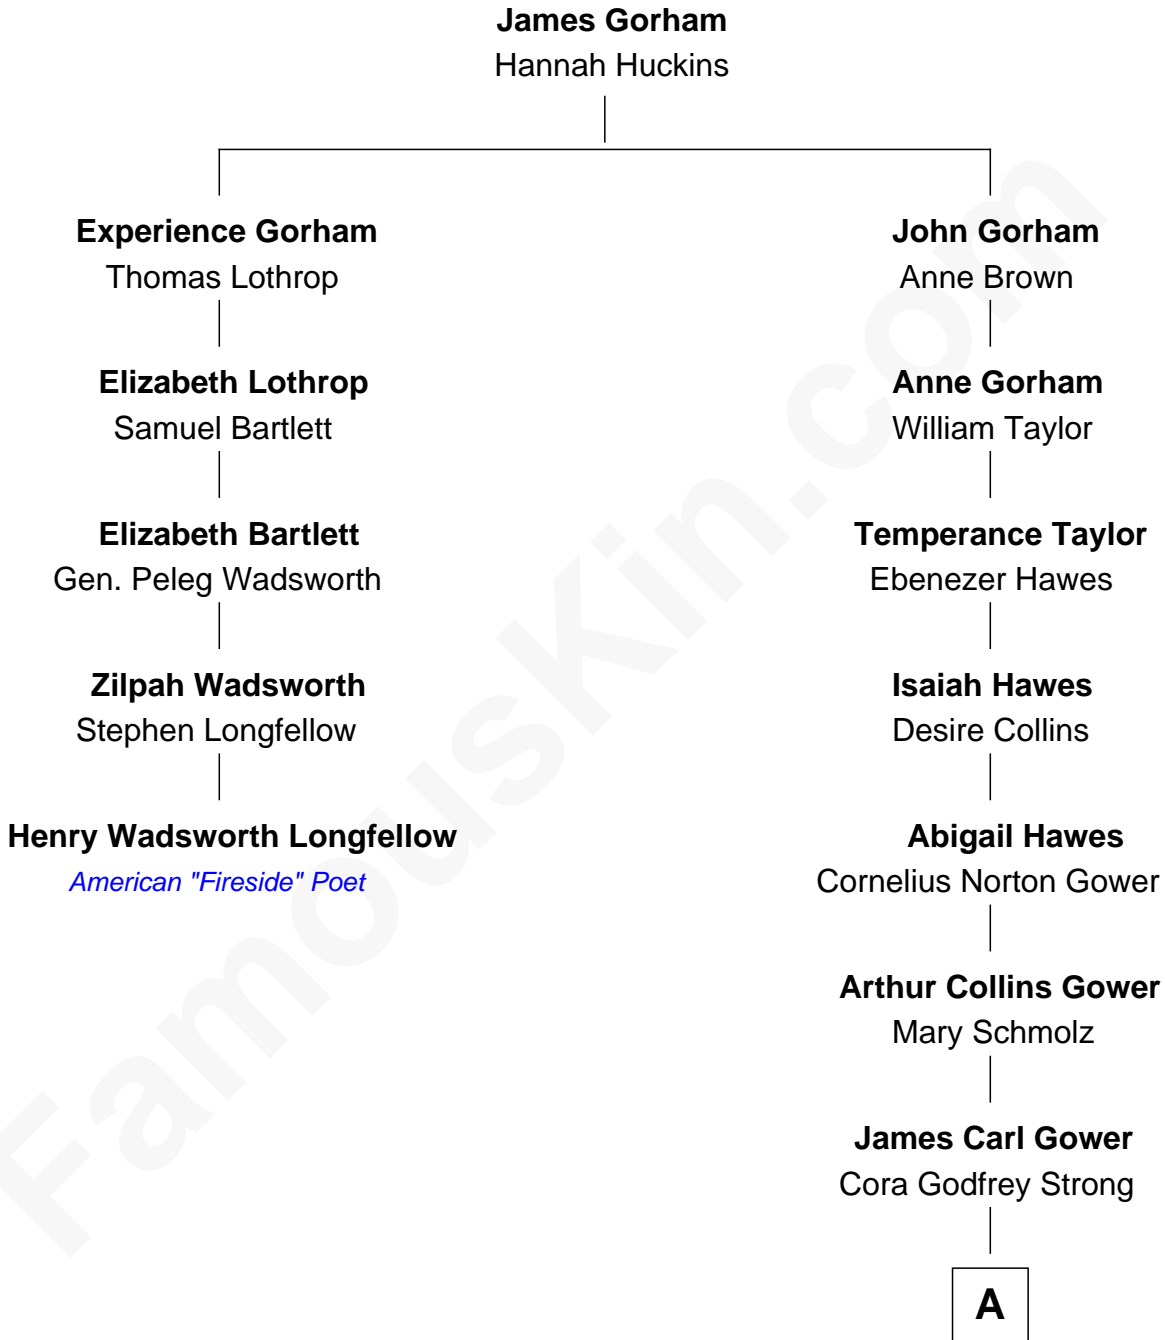 James Gorham
Hannah Huckins
Experience Gorham
Thomas Lothrop
John Gorham
Anne Brown
Elizabeth Lothrop
Samuel Bartlett
Anne Gorham
William Taylor
Elizabeth Bartlett
Gen. Peleg Wadsworth
Temperance Taylor
Ebenezer Hawes
Zilpah Wadsworth
Stephen Longfellow
Isaiah Hawes
Desire Collins
Henry Wadsworth Longfellow
American "Fireside" Poet
Abigail Hawes
Cornelius Norton Gower
Arthur Collins Gower
Mary Schmolz
James Carl Gower
Cora Godfrey Strong
A
FamousKin.com